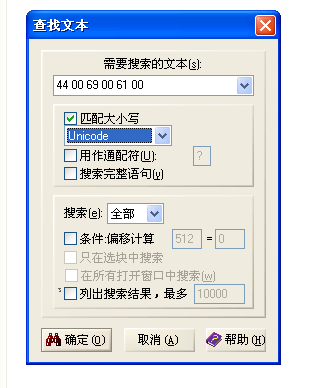 查找文本
需要搜索的文本(s):
44 00 69 00 61 00
匹配大小写
Unicode
用作通配符(U): ?
搜索完整语句(y)
搜索(e): 全部
条件:偏移计算 512 = 0
只在选块中搜索
在所有打开窗口中搜索(w)
列出搜索结果，最多 10000
确定(O) 取消(A) 帮助(H)